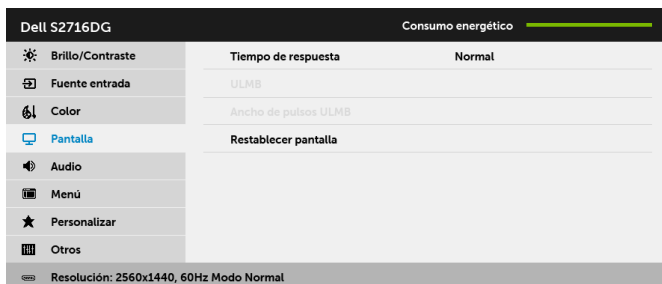 Dell S2716DG Consumo energético
Brillo/Contraste Tiempo de respuesta Normal
Fuente entrada ULMB
Color Ancho de pulsos ULMB
Pantalla Restablecer pantalla
Audio
Menú
Personalizar
Otros
Resolución: 2560x1440, 60Hz Modo Normal